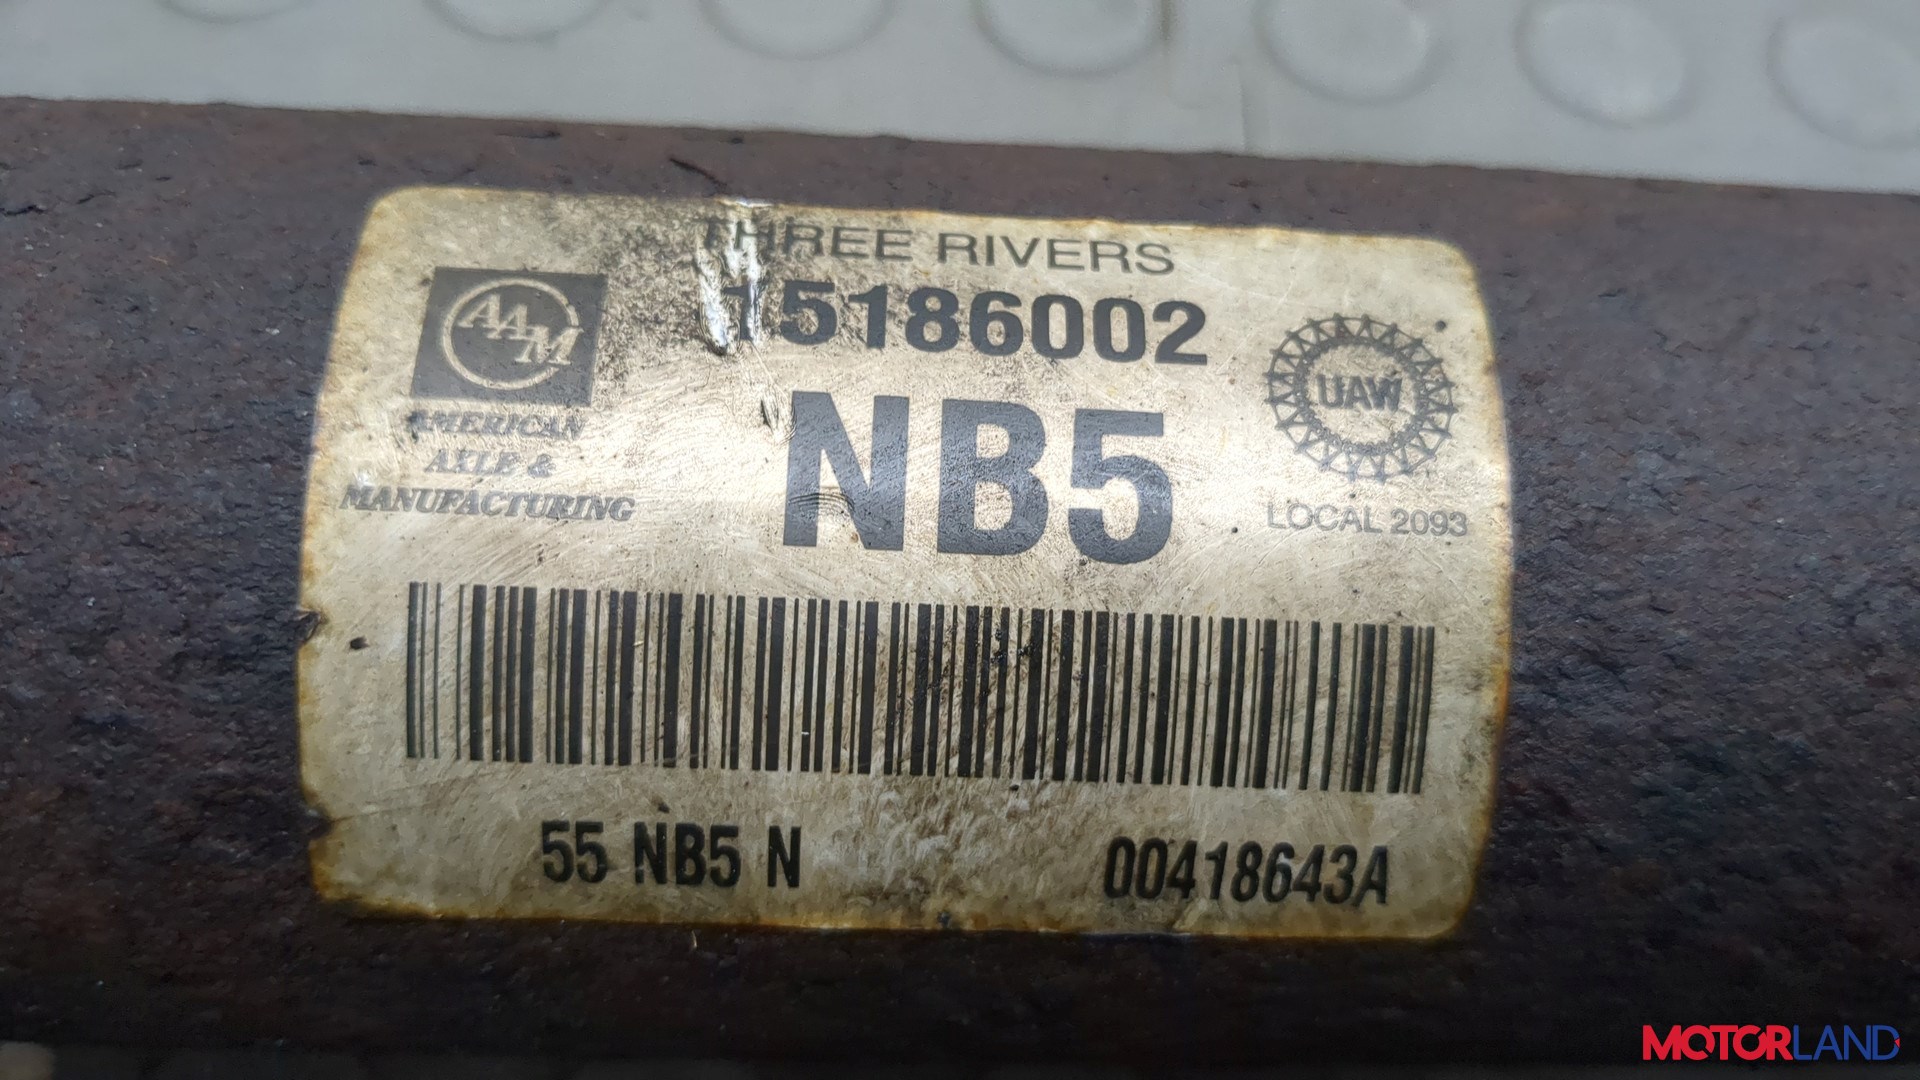 THREE RIVERS
15186002
AAM
AMERICAN
AXLE &
MANUFACTURING
NB5
UAW
LOCAL 2093
55 NB5 N
00418643A
MOTORLAND